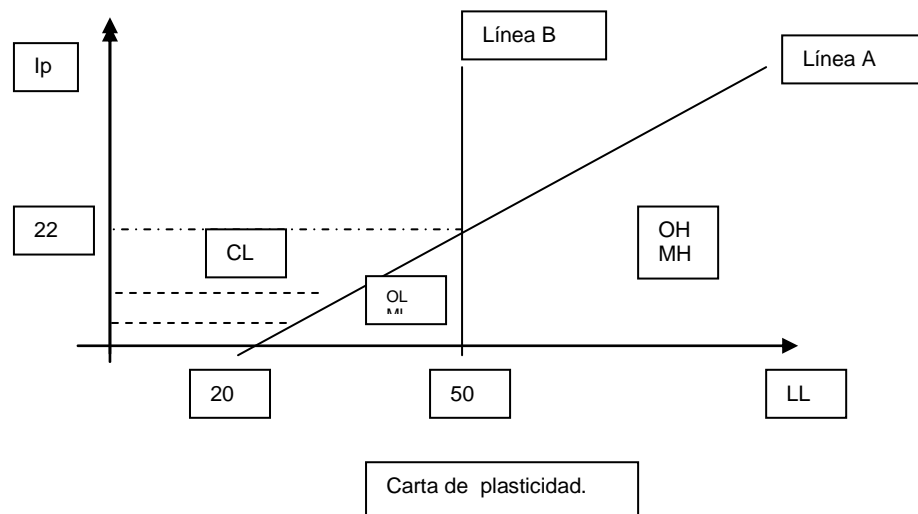 Línea B
Ip
Línea A
22
CL
OH
MH
OL
20
50
LL
Carta de plasticidad.